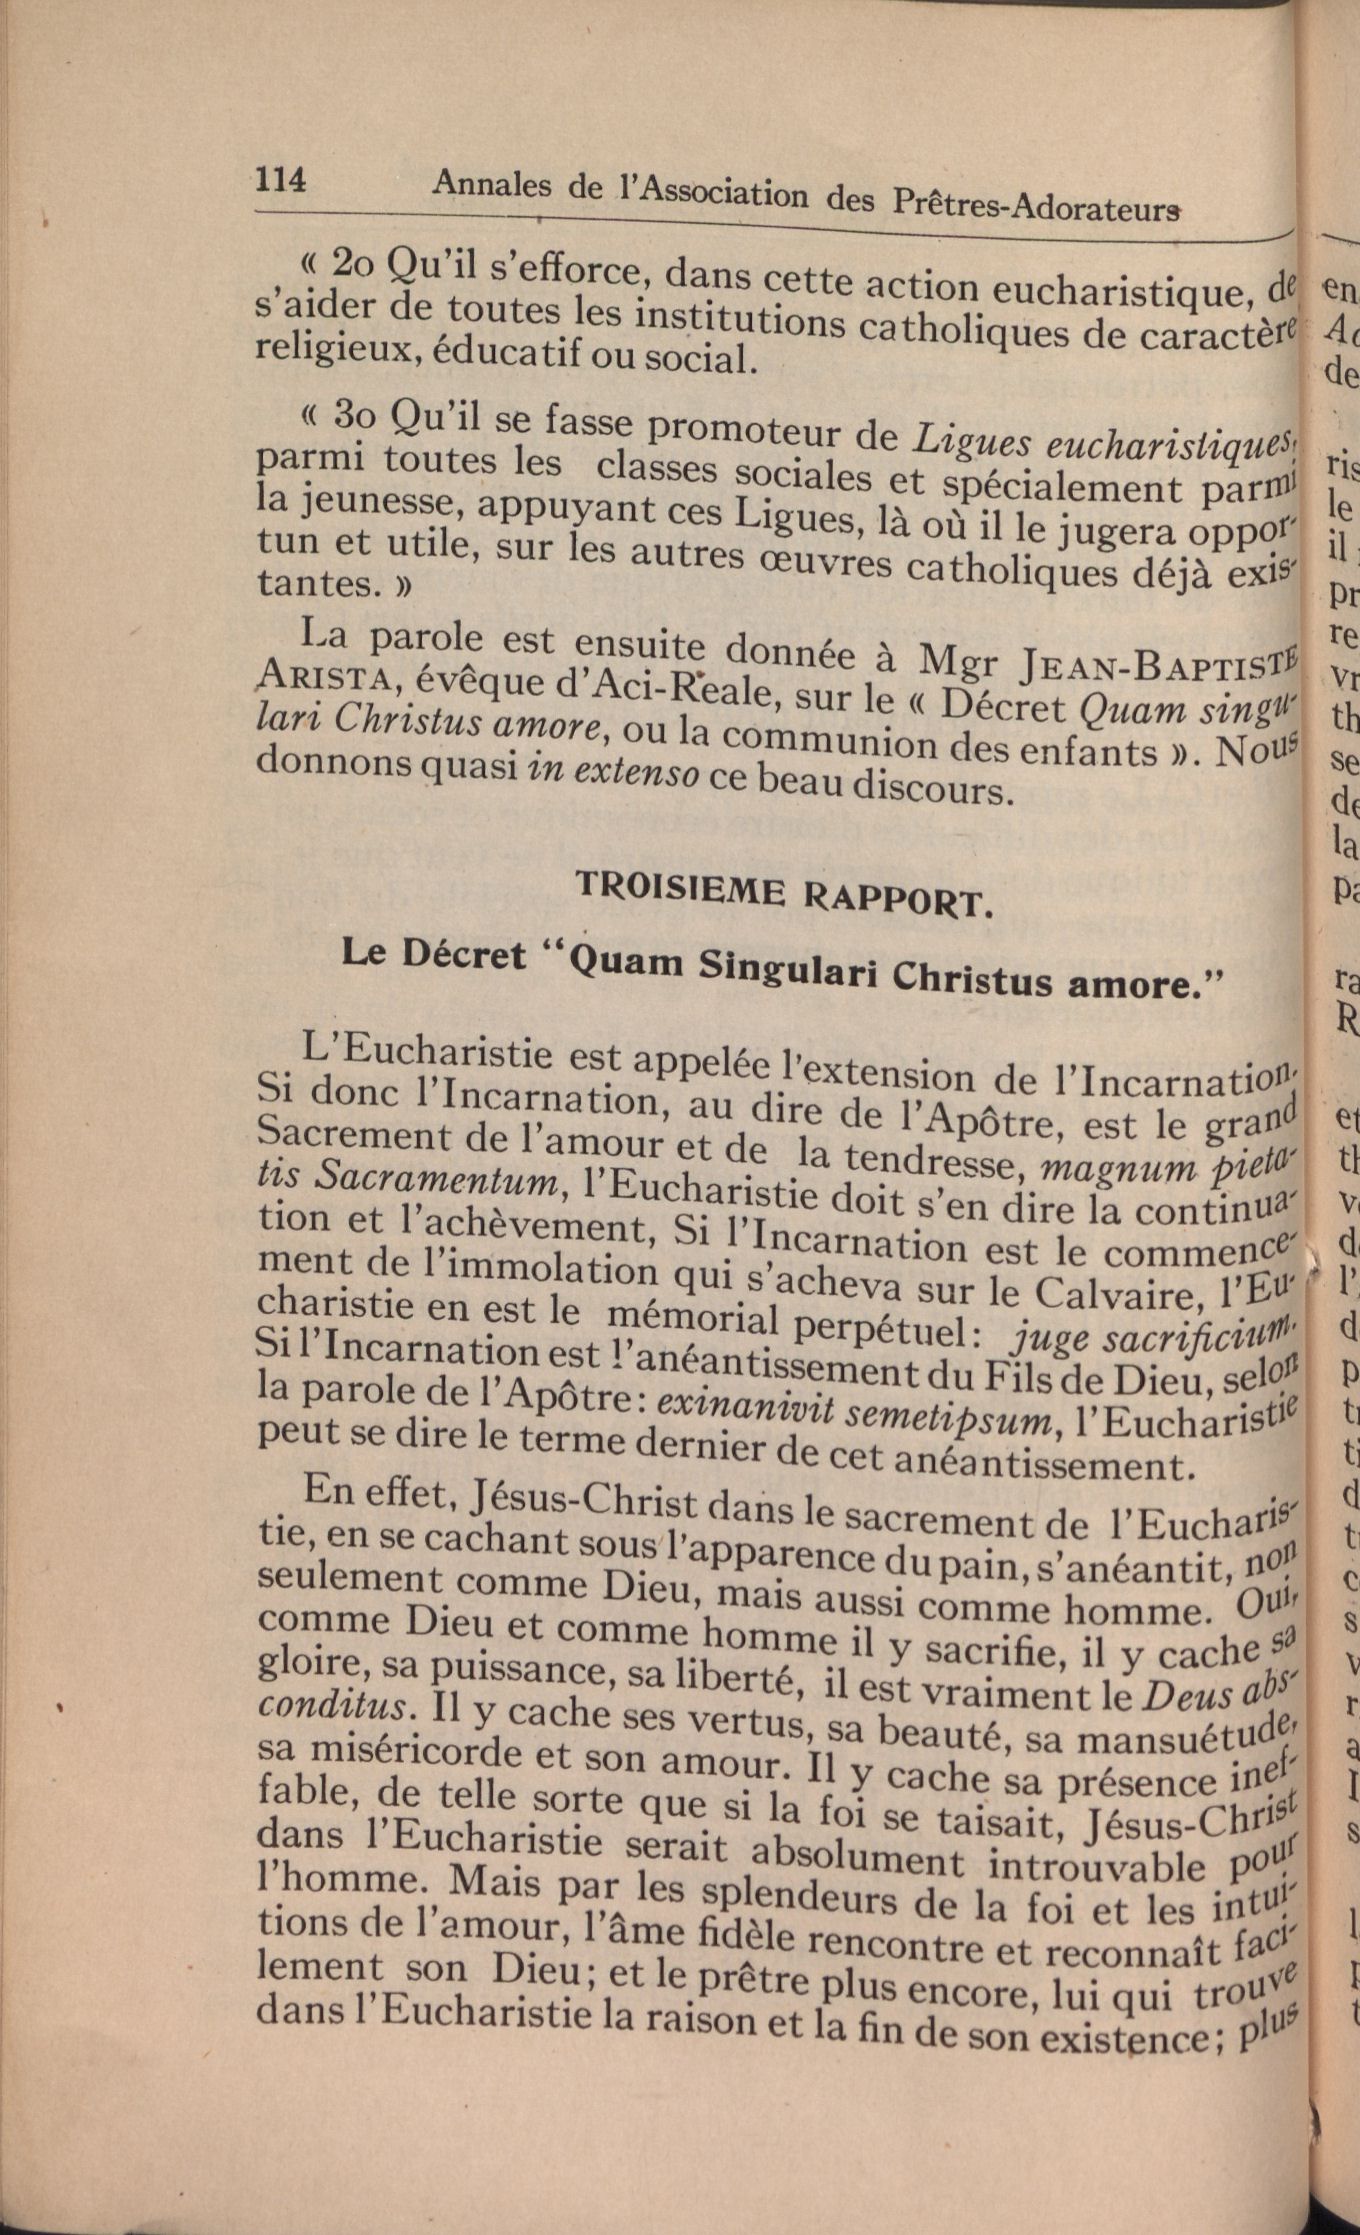 114 Annales de l'Association des Prêtres-Adorateurs
« 2o Qu'il s'efforce, dans cette action eucharistique, de
s'aider de toutes les institutions catholiques de caractère
religieux, éducatif ou social.
« 3o Qu'il se fasse promoteur de Ligues eucharistiques,
parmi toutes les classes sociales et spécialement parmi
la jeunesse, appuyant ces Ligues, là où il le jugera oppor-
tun et utile, sur les autres œuvres catholiques déjà exis-
tantes. »
La parole est ensuite donnée à Mgr JEAN-BAPTISTE
ARISTA, évêque d'Aci-Reale, sur le « Décret Quam singu-
lari Christus amore, ou la communion des enfants ». Nous
donnons quasi in extenso ce beau discours.
TROISIEME RAPPORT.
Le Décret "Quam Singulari Christus amore."
L'Eucharistie est appelée l'extension de l'Incarnation.
Si donc l'Incarnation, au dire de l'Apôtre, est le grand
Sacrement de l'amour et de la tendresse, magnum pieta-
tis Sacramentum, l'Eucharistie doit s'en dire la continua-
tion et l'achèvement, Si l'Incarnation est le commence-
ment de l'immolation qui s'acheva sur le Calvaire, l'Eu-
charistie en est le mémorial perpétuel: juge sacrificium.
Si l'Incarnation est l'anéantissement du Fils de Dieu, selon
la parole de l'Apôtre: exinanivit semetipsum, l'Eucharistie
peut se dire le terme dernier de cet anéantissement.
En effet, Jésus-Christ dans le sacrement de l'Eucharis-
tie, en se cachant sous l'apparence du pain, s'anéantit, non
seulement comme Dieu, mais aussi comme homme. Oui,
comme Dieu et comme homme il y sacrifie, il y cache sa
gloire, sa puissance, sa liberté, il est vraiment le Deus abs-
conditus. Il y cache ses vertus, sa beauté, sa mansuétude,
sa miséricorde et son amour. Il y cache sa présence inef-
fable, de telle sorte que si la foi se taisait, Jésus-Christ
dans l'Eucharistie serait absolument introuvable pour
l'homme. Mais par les splendeurs de la foi et les intui-
tions de l'amour, l'âme fidèle rencontre et reconnaît faci-
lement son Dieu; et le prêtre plus encore, lui qui trouve
dans l'Eucharistie la raison et la fin de son existence; plus